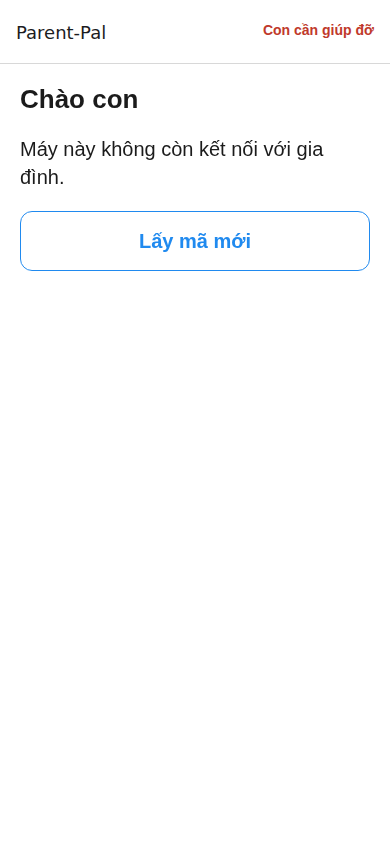 Parent-Pal
Con cần giúp đỡ
Chào con
Máy này không còn kết nối với gia
đình.
Lấy mã mới